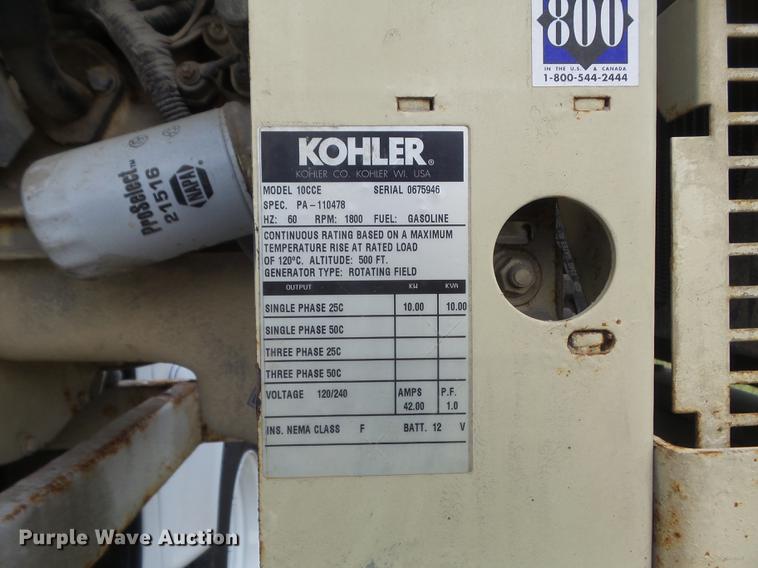 800
IN THE U.S. & CANADA
1-800-544-2444
ProSelect™
21516
NAPA
KOHLER®
KOHLER CO. KOHLER WI. USA
MODEL 10CCE SERIAL 0675946
SPEC. PA-110478
HZ: 60 RPM: 1800 FUEL: GASOLINE
CONTINUOUS RATING BASED ON A MAXIMUM
TEMPERATURE RISE AT RATED LOAD
OF 120°C. ALTITUDE: 500 FT.
GENERATOR TYPE: ROTATING FIELD
OUTPUT KW KVA
SINGLE PHASE 25C 10.00 10.00
SINGLE PHASE 50C
THREE PHASE 25C
THREE PHASE 50C
VOLTAGE 120/240 AMPS P.F.
42.00 1.0
INS. NEMA CLASS F BATT. 12 V
Purple Wave Auction